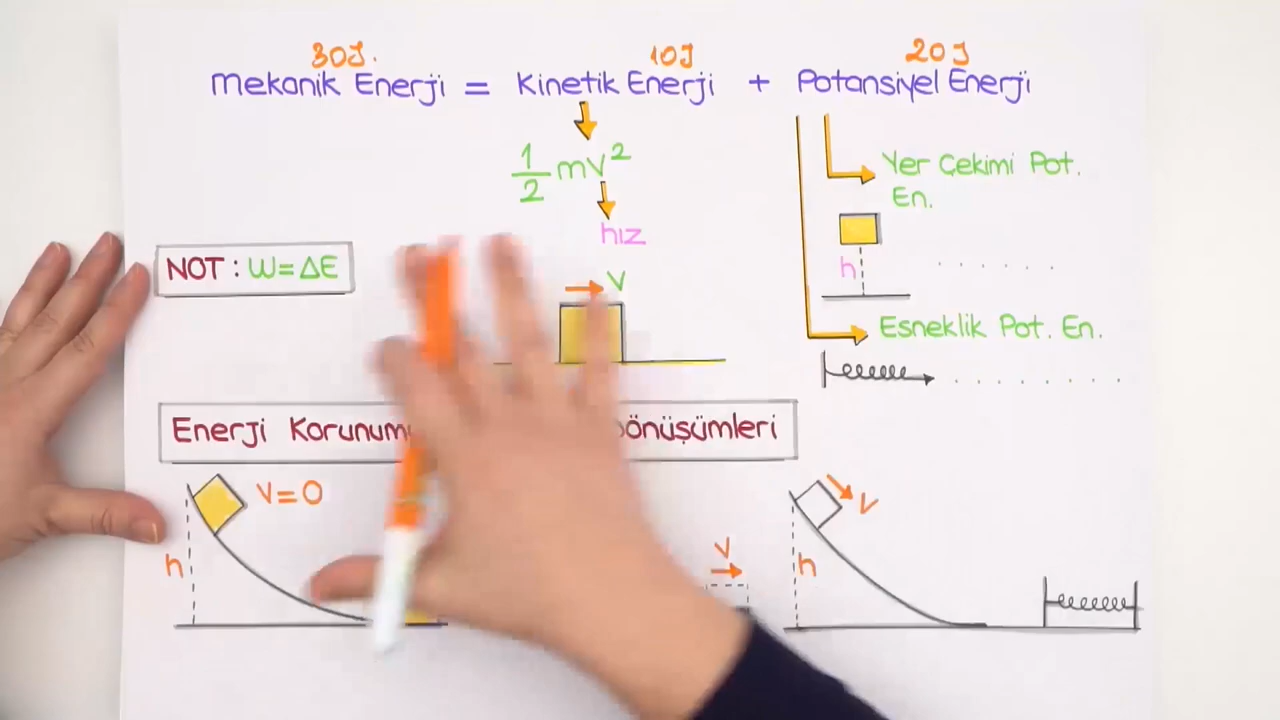 30J. 10J 20J
Mekanik Enerji = Kinetik Enerji + Potansiyel Enerji
1/2 mv²
hız
Yer Çekimi Pot.
En.
h
NOT : W=ΔE
v
Esneklik Pot. En.
Enerji Korunum
önüşümleri
v=0
h
v
v
h